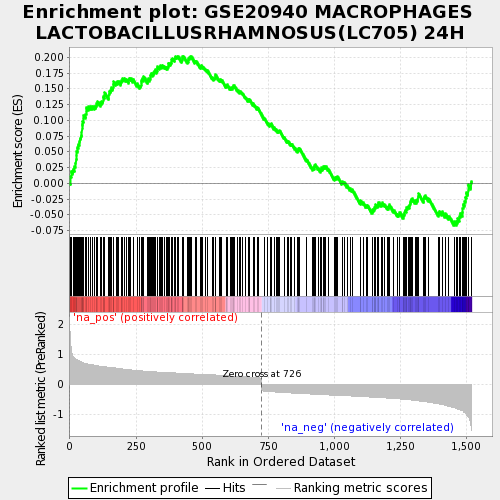 Enrichment plot: GSE20940 MACROPHAGES
LACTOBACILLUSRHAMNOSUS(LC705) 24H
Enrichment score (ES)
0.200
0.175
0.150
0.125
0.100
0.075
0.050
0.025
0.000
-0.025
-0.050
-0.075
'na_pos' (positively correlated)
Ranked list metric (PreRanked)
2
1
0
-1
Zero cross at 726
'na_neg' (negatively correlated)
0
250
500
750
1,000
1,250
1,500
Rank in Ordered Dataset
Enrichment profile
Hits
Ranking metric scores